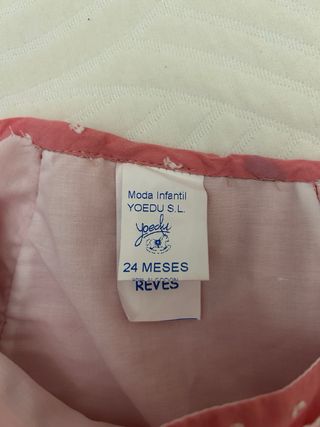 Moda Infantil
YOEDU S.L.
yoedu
24 MESES
REVES